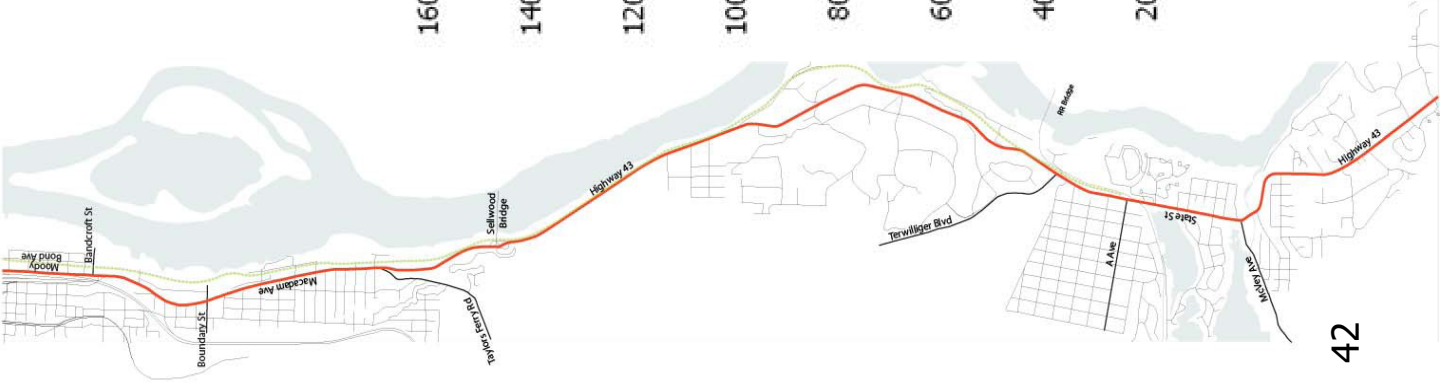 160
140
120
100
80
60
40
20
Moody
Bond Ave
Bandcroft St
Boundary St
Macadam Ave
Taylors Ferry Rd
Sellwood
Bridge
Highway 43
Terwilliger Blvd
RR Bridge
A Ave
State St
McVey Ave
Highway 43
42